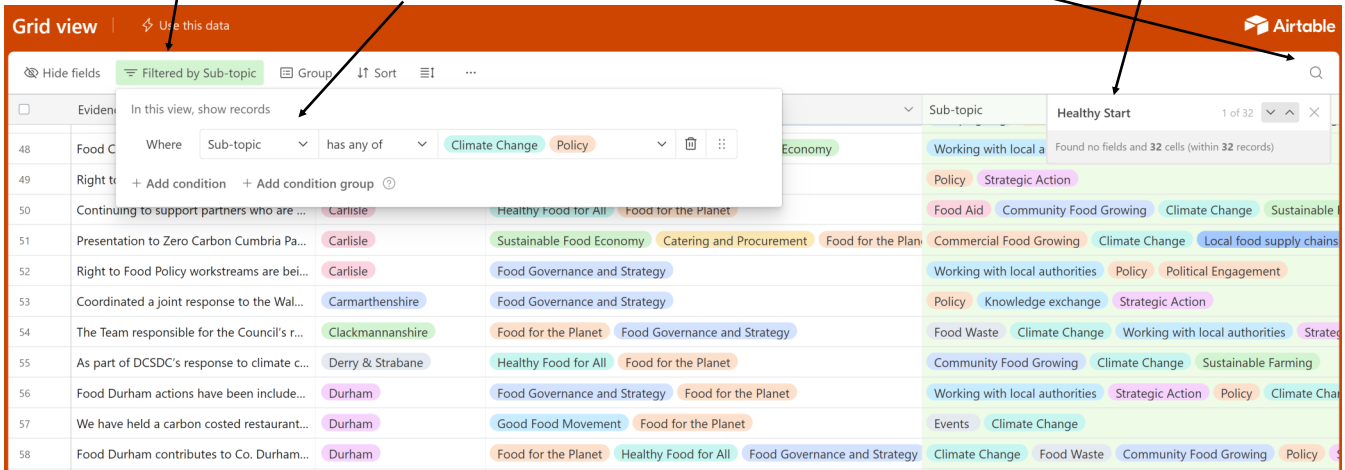 Grid view Use this data Airtable
Hide fields Filtered by Sub-topic Group Sort ...
Sub-topic
In this view, show records
Where Sub-topic has any of Climate Change Policy
+ Add condition + Add condition group
Healthy Start 1 of 32
Found no fields and 32 cells (within 32 records)
48 Food C Economy Working with local a
49 Right to Policy Strategic Action
50 Continuing to support partners who are ... Carlisle Healthy Food for All Food for the Planet Food Aid Community Food Growing Climate Change Sustainable
51 Presentation to Zero Carbon Cumbria Pa... Carlisle Sustainable Food Economy Catering and Procurement Food for the Plan Commercial Food Growing Climate Change Local food supply chains
52 Right to Food Policy workstreams are bei... Carlisle Food Governance and Strategy Working with local authorities Policy Political Engagement
53 Coordinated a joint response to the Wal... Carmarthenshire Food Governance and Strategy Policy Knowledge exchange Strategic Action
54 The Team responsible for the Council's r... Clackmannanshire Food for the Planet Food Governance and Strategy Food Waste Climate Change Working with local authorities Strateg
55 As part of DCSDC's response to climate c... Derry & Strabane Healthy Food for All Food for the Planet Community Food Growing Climate Change Sustainable Farming
56 Food Durham actions have been include... Durham Food Governance and Strategy Food for the Planet Working with local authorities Strategic Action Policy Climate Chan
57 We have held a carbon costed restaurant... Durham Good Food Movement Food for the Planet Events Climate Change
58 Food Durham contributes to Co. Durham... Durham Food for the Planet Healthy Food for All Food Governance and Strategy Climate Change Food Waste Community Food Growing Policy